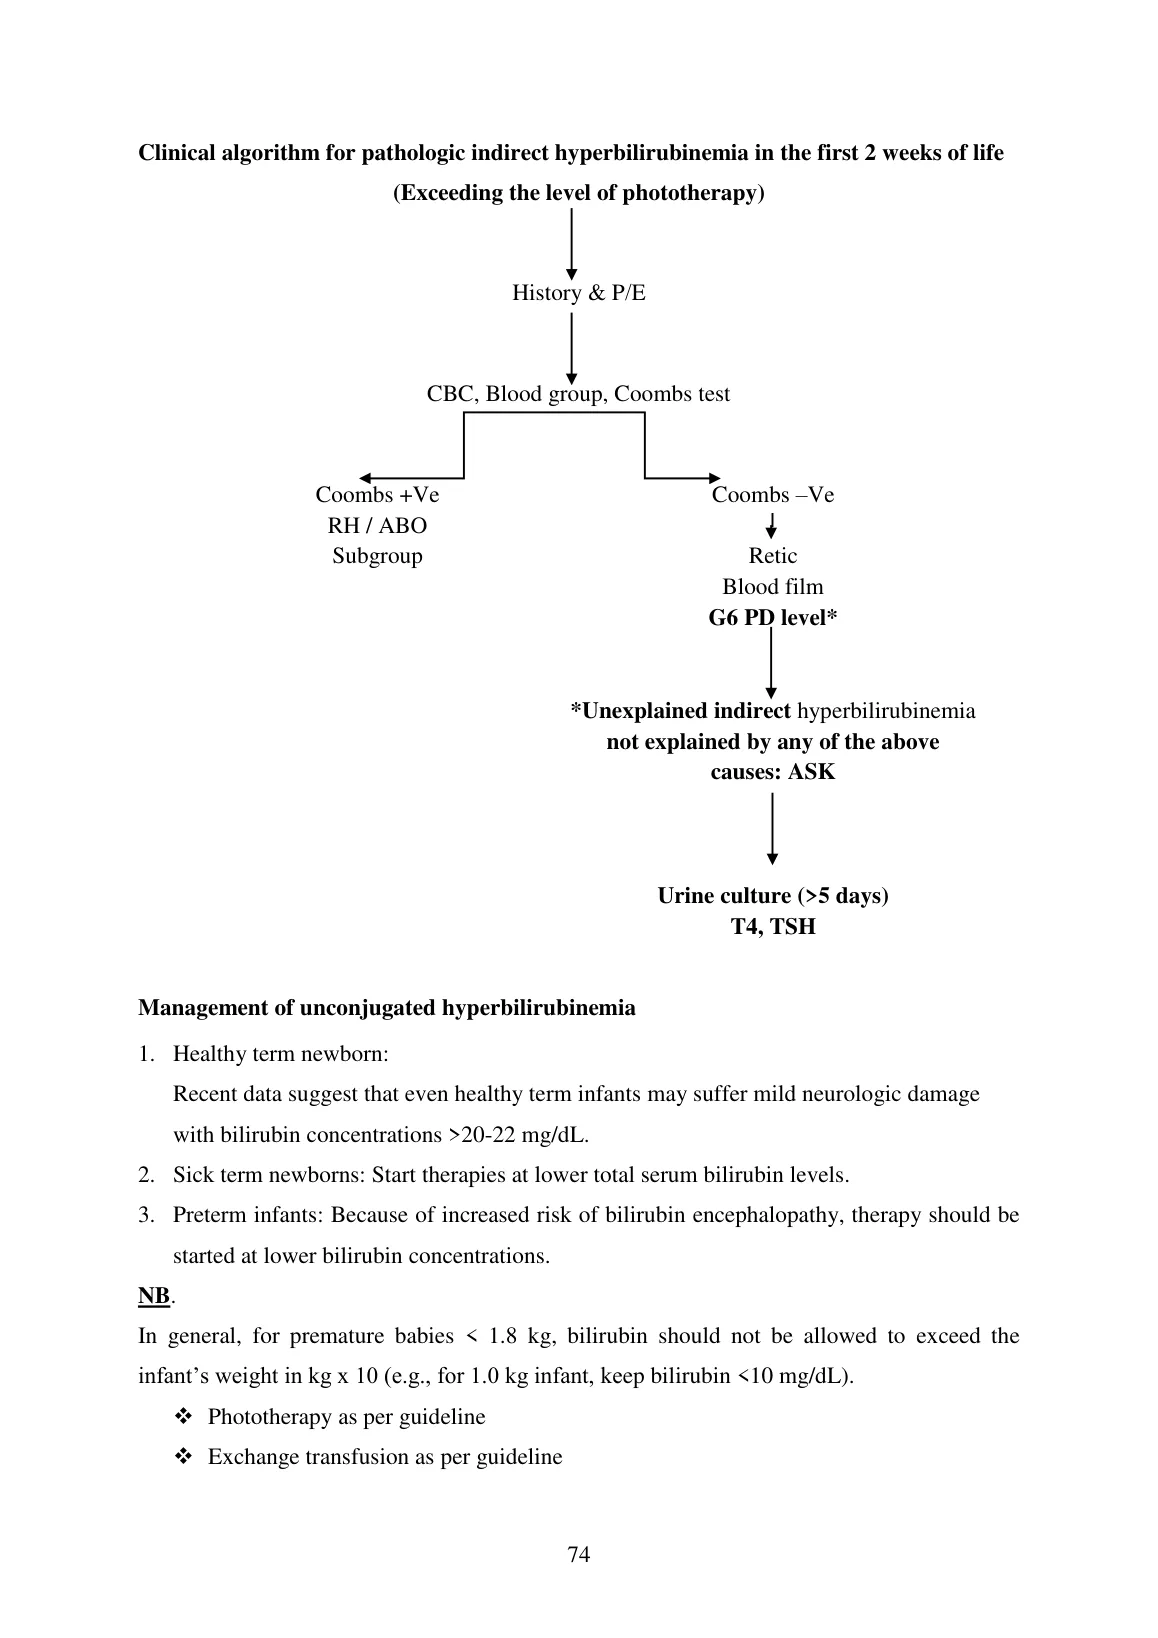 Clinical algorithm for pathologic indirect hyperbilirubinemia in the first 2 weeks of life
(Exceeding the level of phototherapy)
History & P/E
CBC, Blood group, Coombs test
Coombs +Ve
RH / ABO
Subgroup
Coombs –Ve
Retic
Blood film
G6 PD level*
*Unexplained indirect hyperbilirubinemia
not explained by any of the above
causes: ASK
Urine culture (>5 days)
T4, TSH
Management of unconjugated hyperbilirubinemia
1. Healthy term newborn:
Recent data suggest that even healthy term infants may suffer mild neurologic damage
with bilirubin concentrations >20-22 mg/dL.
2. Sick term newborns: Start therapies at lower total serum bilirubin levels.
3. Preterm infants: Because of increased risk of bilirubin encephalopathy, therapy should be
started at lower bilirubin concentrations.
NB.
In general, for premature babies < 1.8 kg, bilirubin should not be allowed to exceed the
infant’s weight in kg x 10 (e.g., for 1.0 kg infant, keep bilirubin <10 mg/dL).
❖ Phototherapy as per guideline
❖ Exchange transfusion as per guideline
74